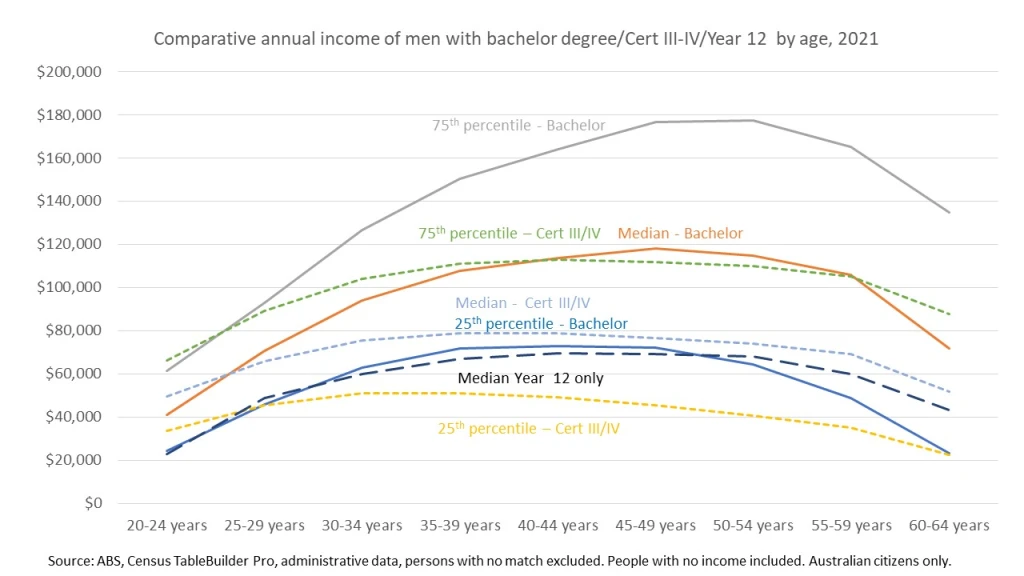 Comparative annual income of men with bachelor degree/Cert III-IV/Year 12 by age, 2021
$200,000
$180,000
$160,000
$140,000
$120,000
$100,000
$80,000
$60,000
$40,000
$20,000
$0
75th percentile - Bachelor
75th percentile – Cert III/IV
Median - Bachelor
Median - Cert III/IV
25th percentile - Bachelor
Median Year 12 only
25th percentile – Cert III/IV
20-24 years
25-29 years
30-34 years
35-39 years
40-44 years
45-49 years
50-54 years
55-59 years
60-64 years
Source: ABS, Census TableBuilder Pro, administrative data, persons with no match excluded. People with no income included. Australian citizens only.